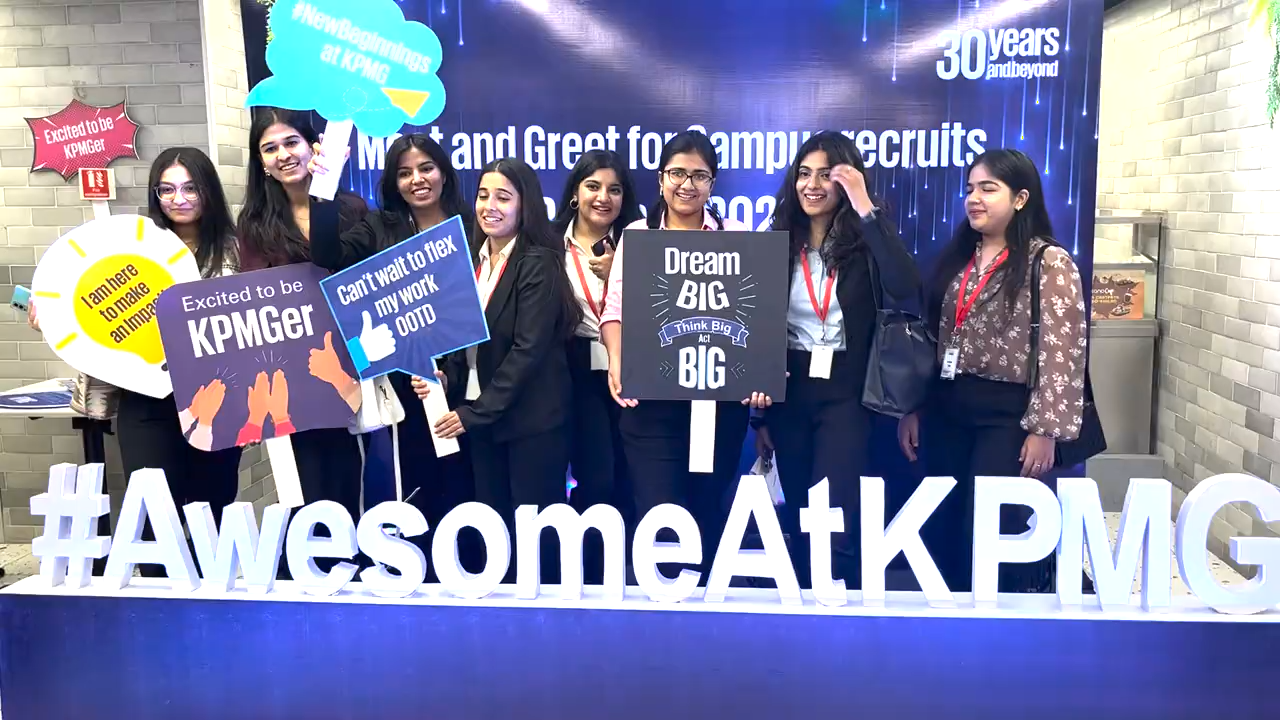 #NewBeginnings
at KPMG
30 years
and beyond
Meet and Greet for Campus recruits
Excited to be
KPMGer
I am here
to make
an Impa
Excited to be
KPMGer
Can't wait to flex
my work
OOTD
Dream
BIG
Think Big
Act
BIG
#AwesomeAtKPMG